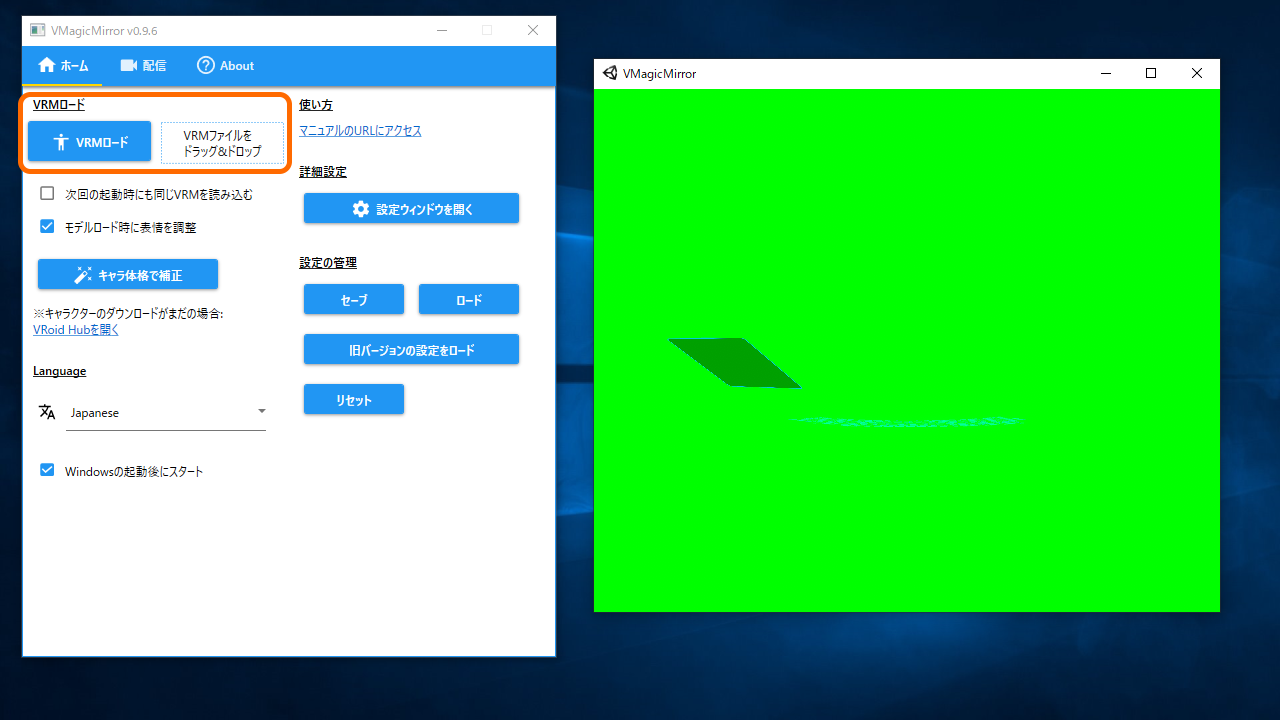 VMagicMirror v0.9.6
ホーム
配信
About
VRMロード
VRMロード
VRMファイルを
ドラッグ&ドロップ
次回の起動時にも同じVRMを読み込む
モデルロード時に表情を調整
キャラ体格で補正
※キャラクターのダウンロードがまだの場合:
VRoid Hubを開く
Language
Japanese
Windowsの起動後にスタート
使い方
マニュアルのURLにアクセス
詳細設定
設定ウィンドウを開く
設定の管理
セーブ
ロード
旧バージョンの設定をロード
リセット
VMagicMirror